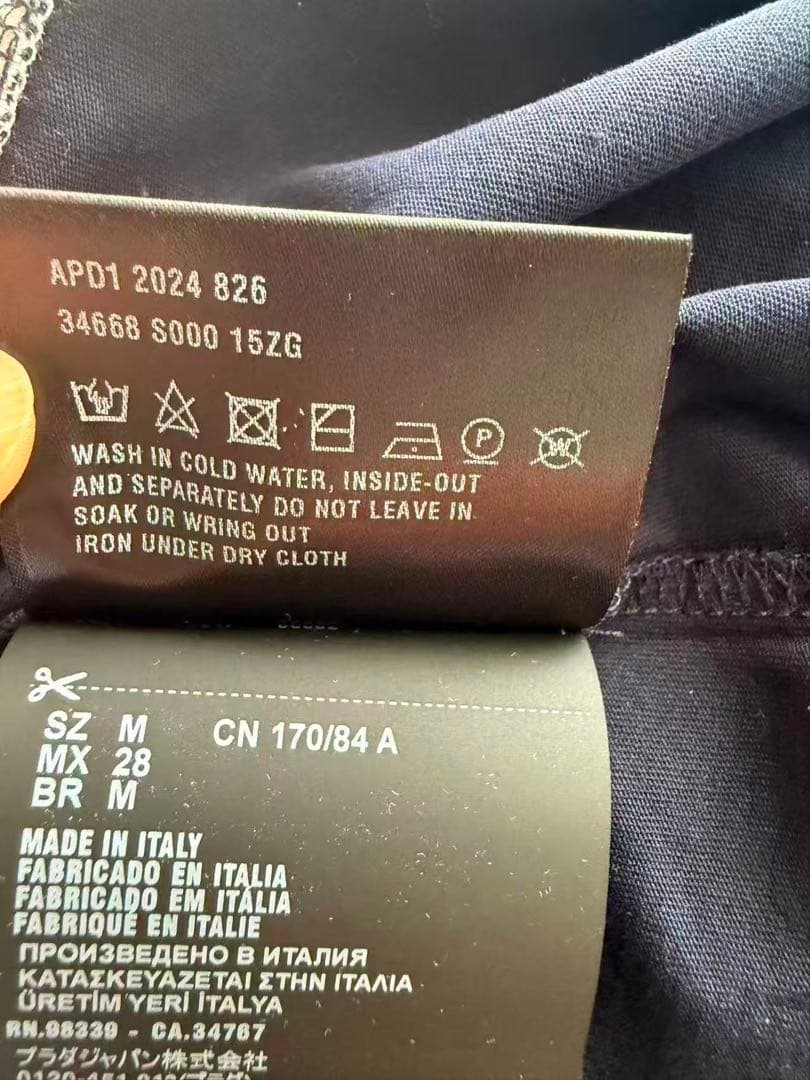 APD1 2024 826
34668 S000 15ZG
P W
WASH IN COLD WATER, INSIDE-OUT
AND SEPARATELY DO NOT LEAVE IN
SOAK OR WRING OUT
IRON UNDER DRY CLOTH
SZ M CN 170/84 A
MX 28
BR M
MADE IN ITALY
FABRICADO EN ITALIA
FABRICADO EM ITÁLIA
FABRIQUÉ EN ITALIE
ПРОИЗВЕДЕНО В ИТАЛИЯ
ΚΑΤΑΣΚΕΥΑΖΕΤΑΙ ΣΤΗΝ ΙΤΑΛΙΑ
ÜRETİM YERİ İTALYA
RN.98339 - CA.34767
プラダジャパン株式会社